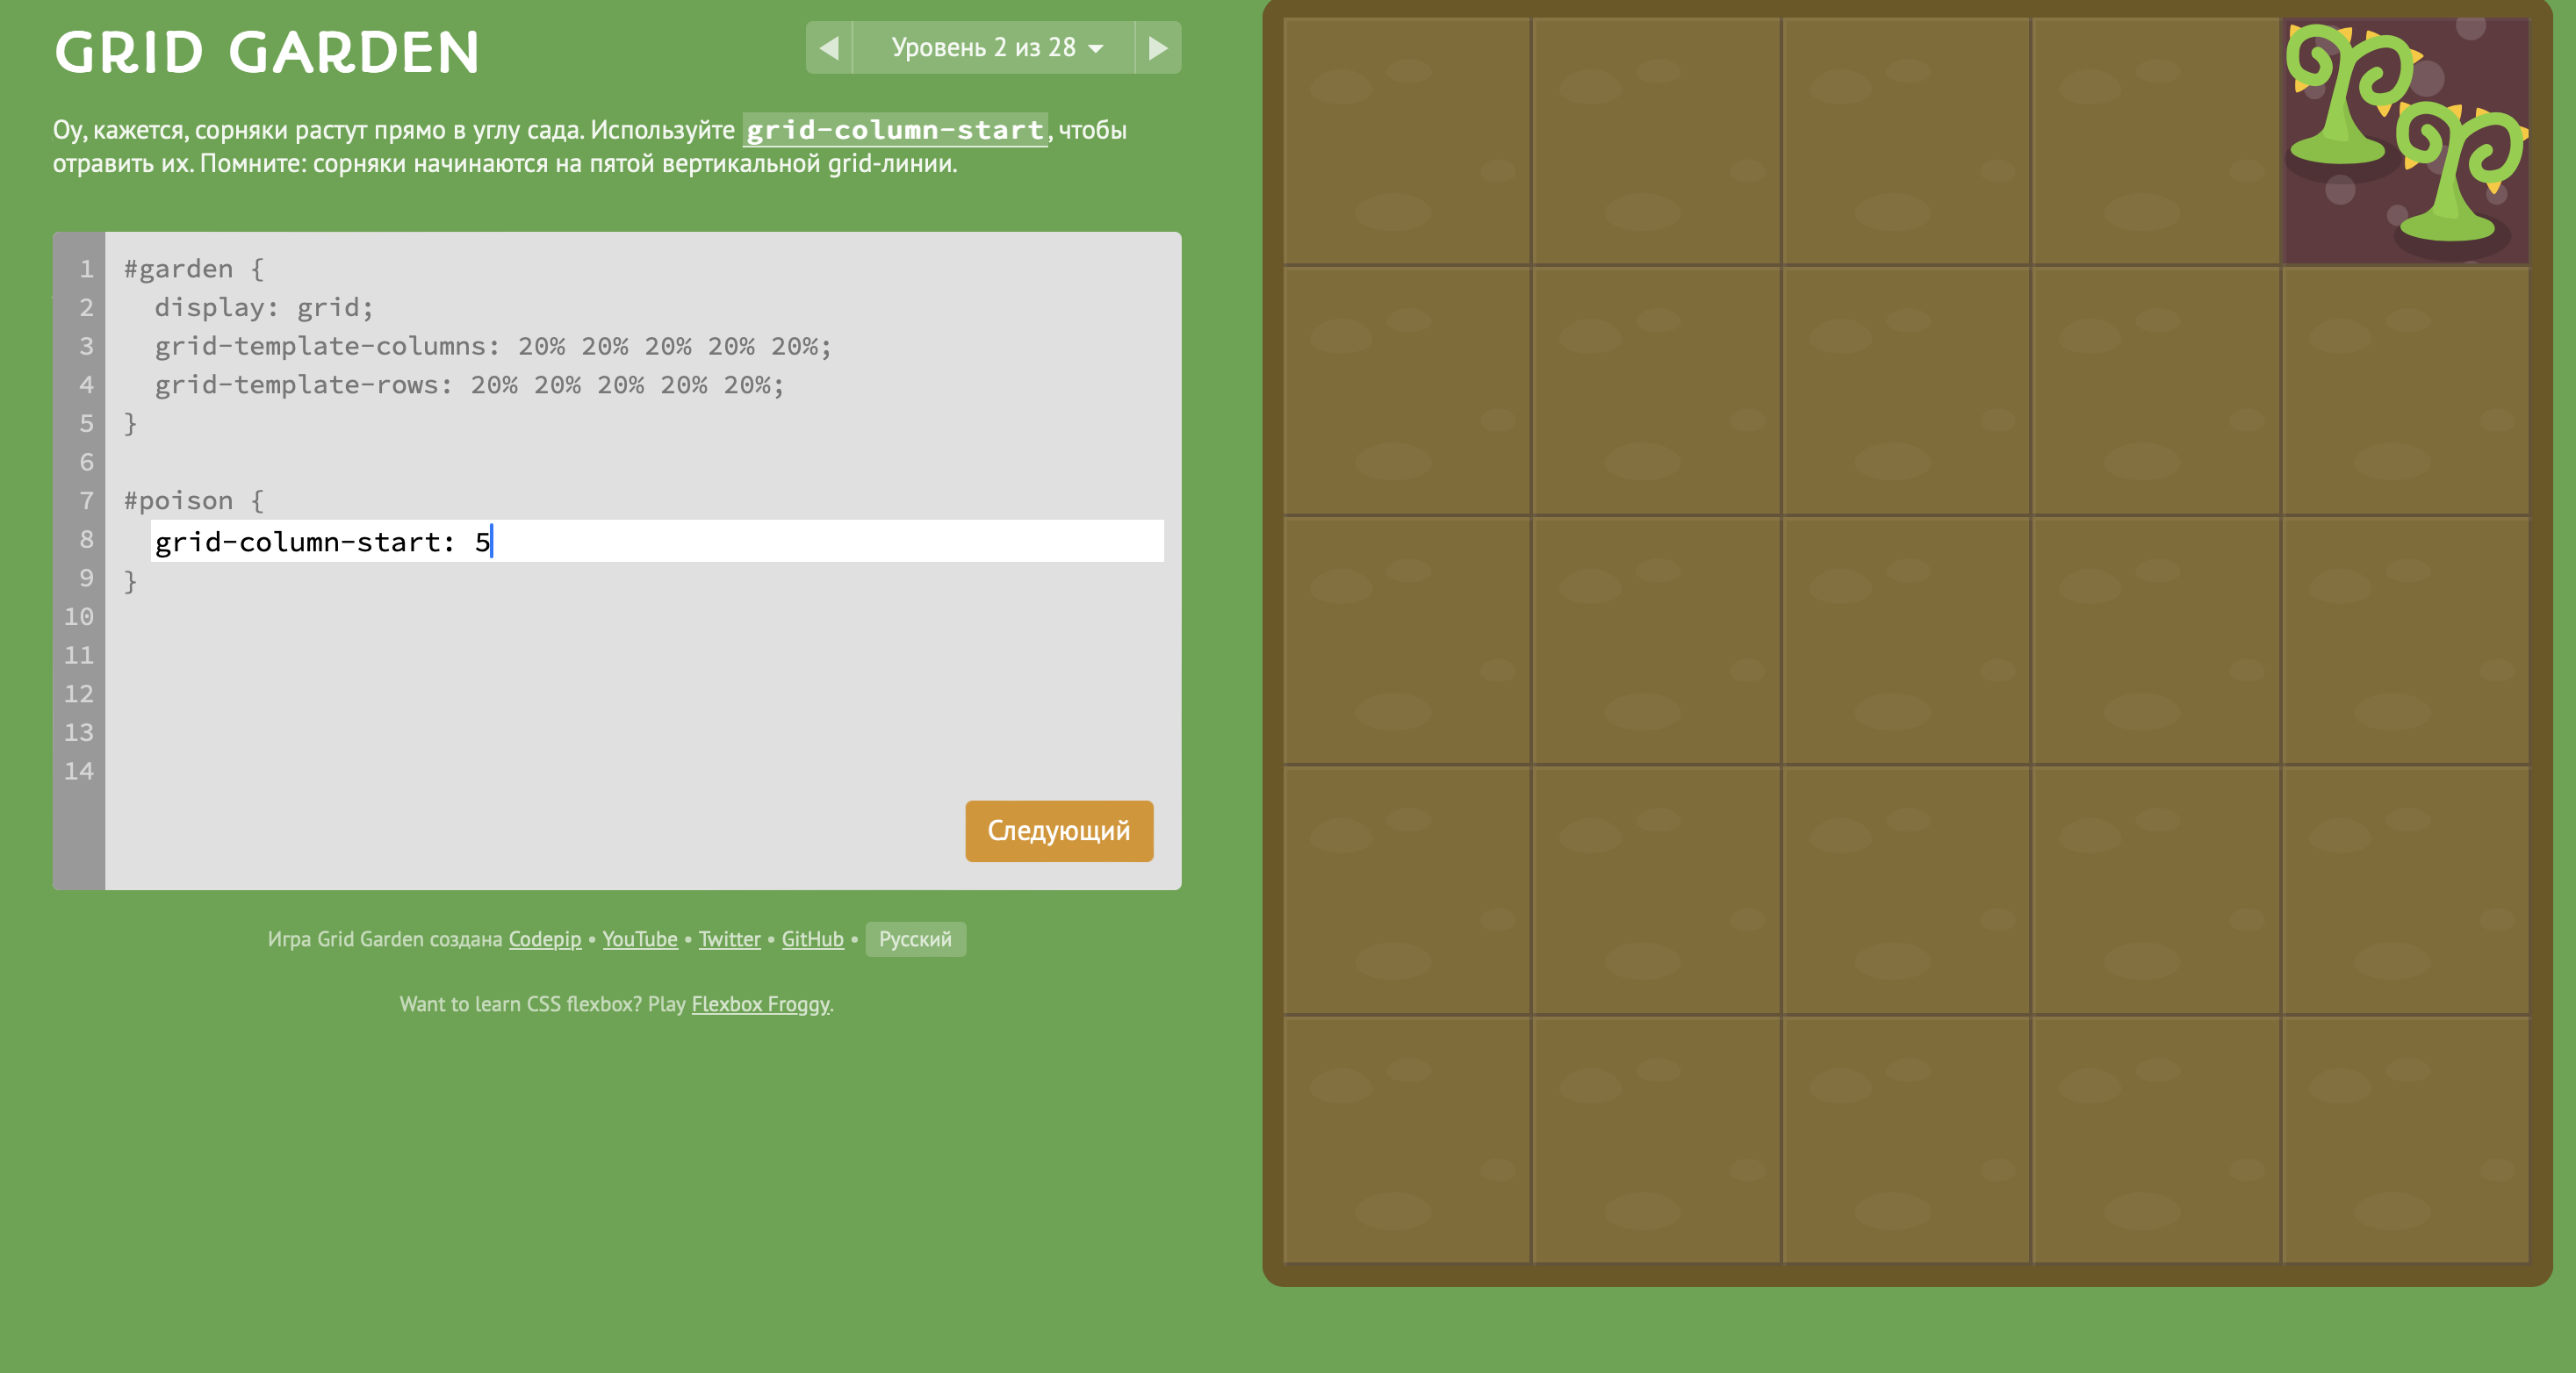 GRID GARDEN
Уровень 2 из 28
Оу, кажется, сорняки растут прямо в углу сада. Используйте grid-column-start, чтобы
отравить их. Помните: сорняки начинаются на пятой вертикальной grid-линии.
1 #garden {
2 display: grid;
3 grid-template-columns: 20% 20% 20% 20% 20%;
4 grid-template-rows: 20% 20% 20% 20% 20%;
5 }
6
7 #poison {
8 grid-column-start: 5
9 }
10
11
12
13
14
Следующий
Игра Grid Garden создана Codepip • YouTube • Twitter • GitHub • Русский
Want to learn CSS flexbox? Play Flexbox Froggy.